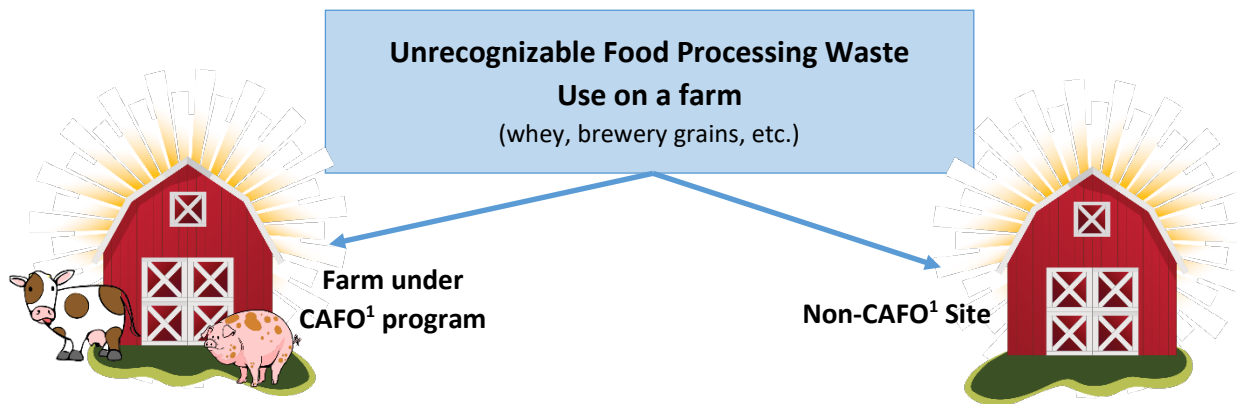 Unrecognizable Food Processing Waste
Use on a farm
(whey, brewery grains, etc.)
Farm under
CAFO¹ program
Non-CAFO¹ Site